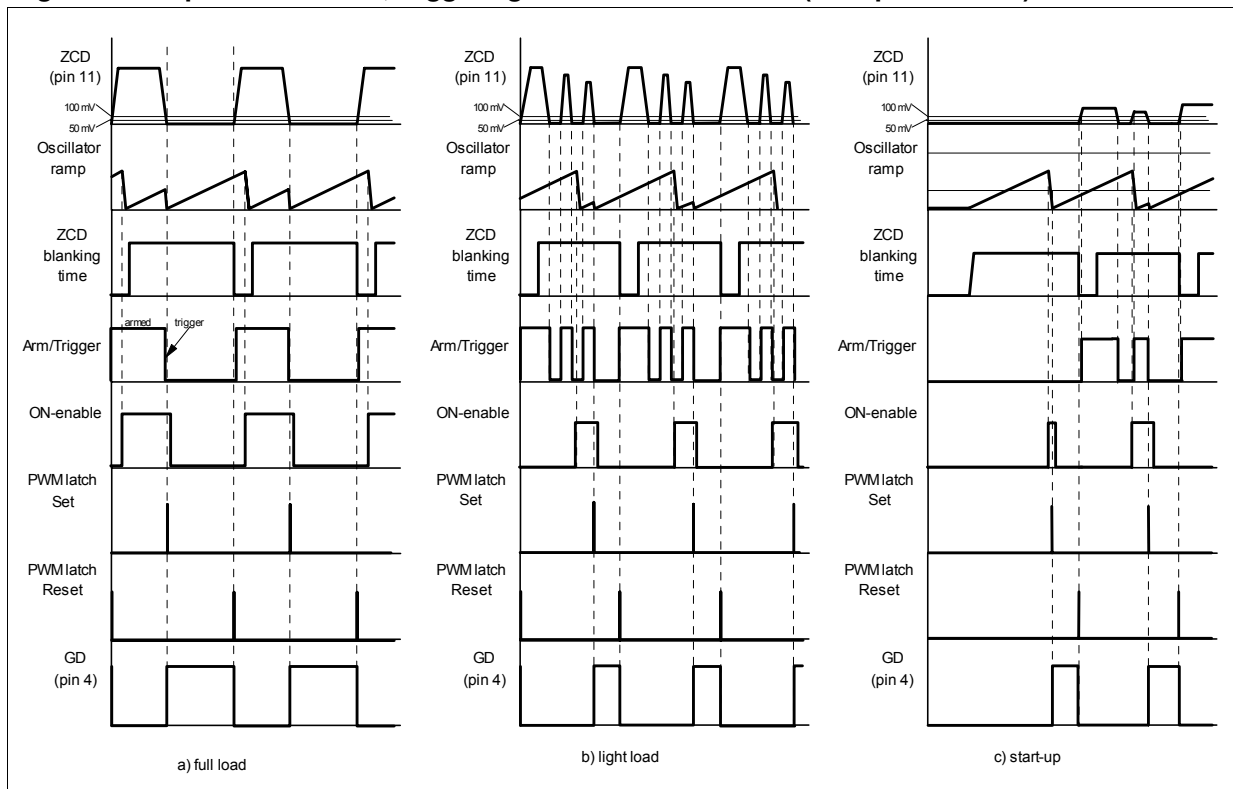 ZCD
(pin 11)
100 mV
50 mV
Oscillator
ramp
ZCD
blanking
time
armed
trigger
Arm/Trigger
ON-enable
PWM latch
Set
PWM latch
Reset
GD
(pin 4)
a) full load
ZCD
(pin 11)
100 mV
50 mV
Oscillator
ramp
ZCD
blanking
time
Arm/Trigger
ON-enable
PWM latch
Set
PWM latch
Reset
GD
(pin 4)
b) light load
ZCD
(pin 11)
100 mV
50 mV
Oscillator
ramp
ZCD
blanking
time
Arm/Trigger
ON-enable
PWM latch
Set
PWM latch
Reset
GD
(pin 4)
c) start-up